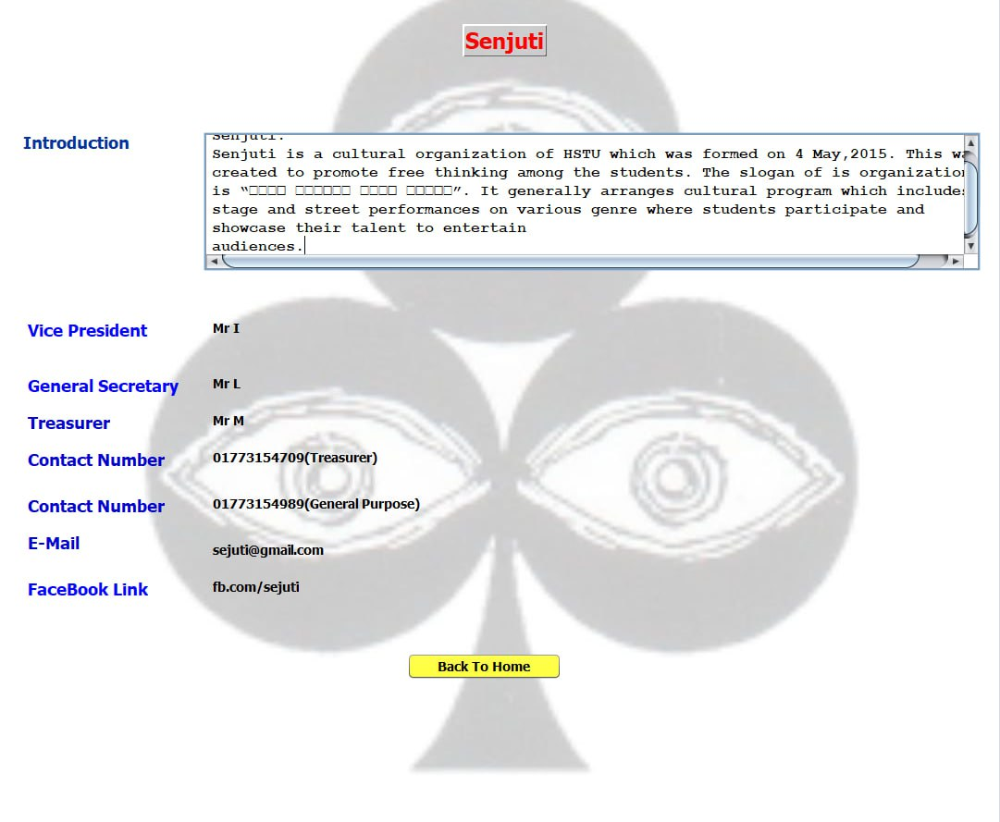 Senjuti
Introduction
Senjuti.
Senjuti is a cultural organization of HSTU which was formed on 4 May,2015. This wa
created to promote free thinking among the students. The slogan of is organization
is “□□□□ □□□□□□ □□□□ □□□□□”. It generally arranges cultural program which includes
stage and street performances on various genre where students participate and
showcase their talent to entertain
audiences.
Vice President Mr I
General Secretary Mr L
Treasurer Mr M
Contact Number 01773154709(Treasurer)
Contact Number 01773154989(General Purpose)
E-Mail sejuti@gmail.com
FaceBook Link fb.com/sejuti
Back To Home